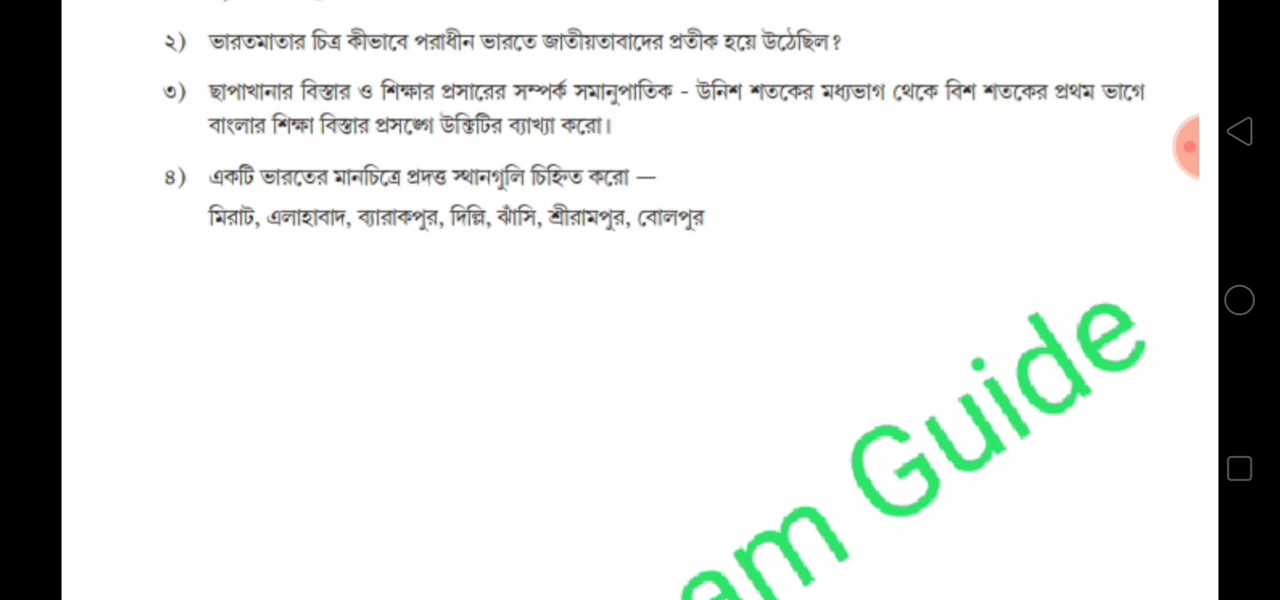 ২) ভারতমাতার চিত্র কীভাবে পরাধীন ভারতে জাতীয়তাবাদের প্রতীক হয়ে উঠেছিল?
৩) ছাপাখানার বিস্তার ও শিক্ষার প্রসারের সম্পর্ক সমানুপাতিক - উনিশ শতকের মধ্যভাগ থেকে বিশ শতকের প্রথম ভাগে
বাংলার শিক্ষা বিস্তার প্রসঙ্গে উক্তিটির ব্যাখ্যা করো।
৪) একটি ভারতের মানচিত্রে প্রদত্ত স্থানগুলি চিহ্নিত করো —
মিরাট, এলাহাবাদ, ব্যারাকপুর, দিল্লি, ঝাঁসি, শ্রীরামপুর, বোলপুর
am Guide